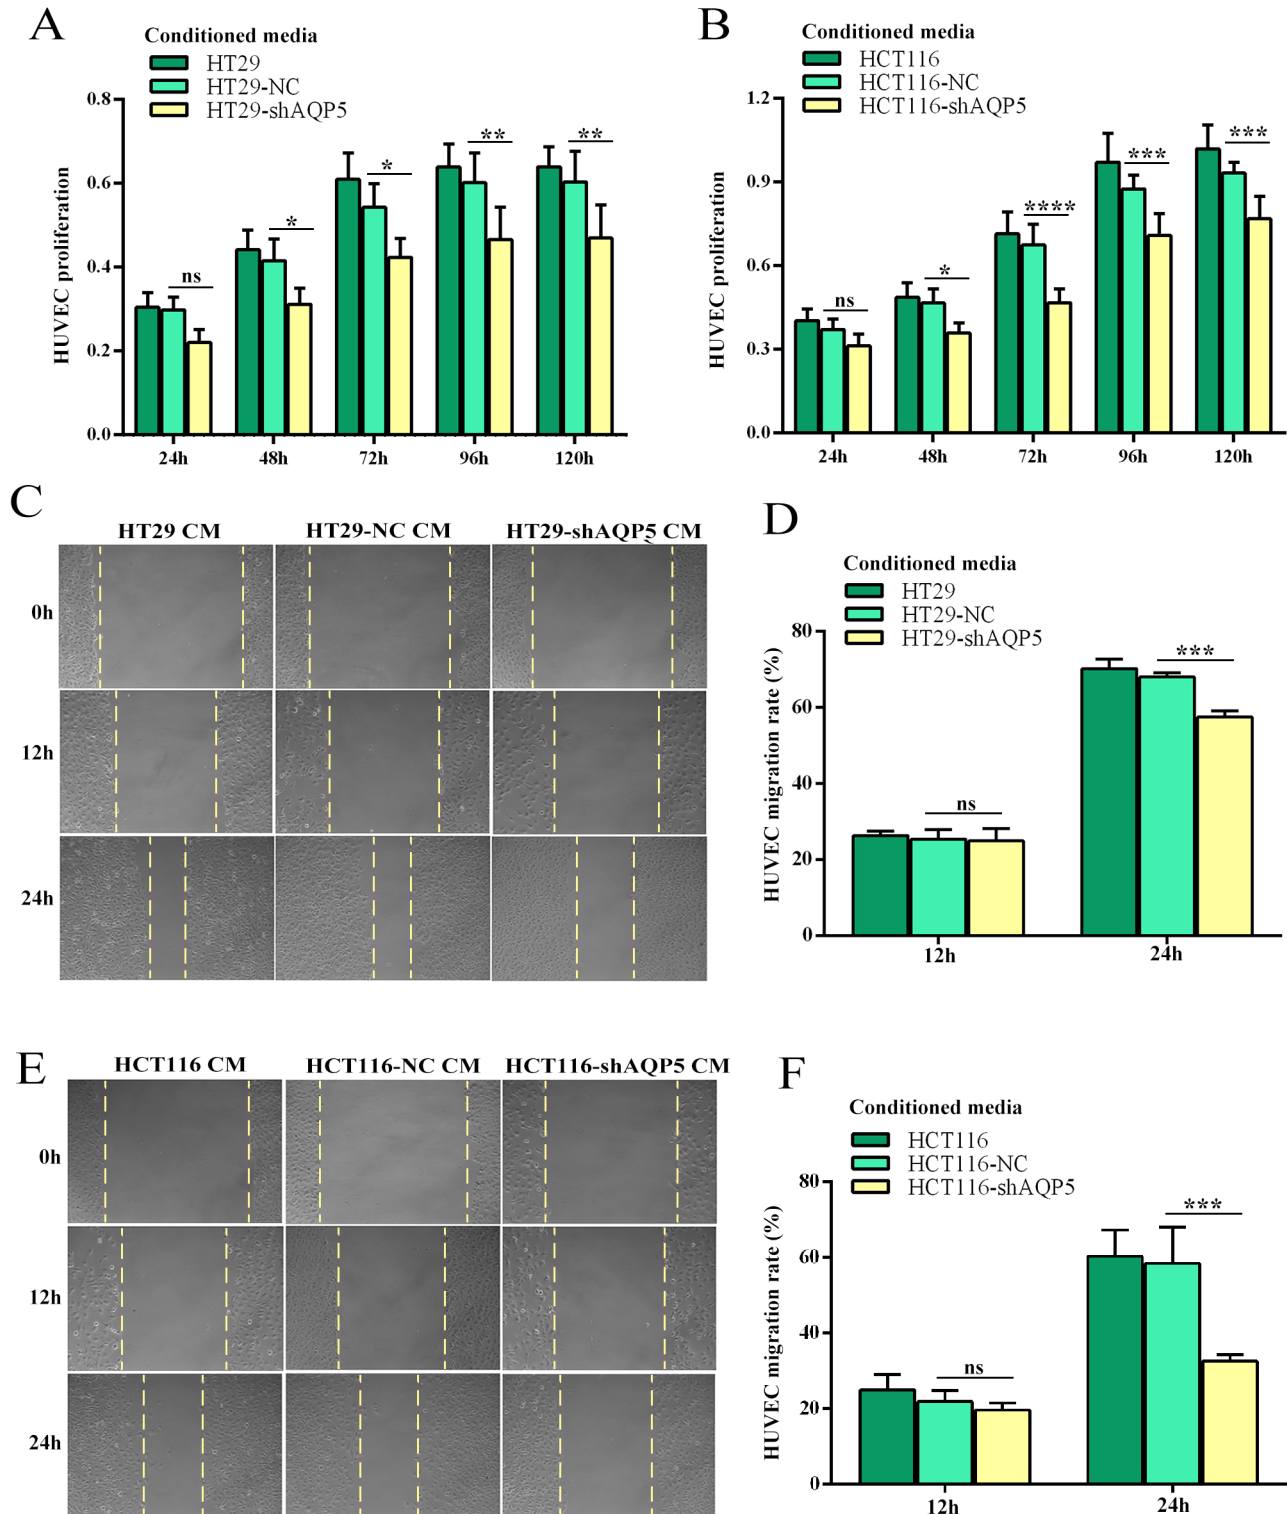 A
Conditioned media
HT29
HT29-NC
HT29-shAQP5
HUVEC proliferation
0.8
0.6
0.4
0.2
0.0
ns
*
*
**
**
24h
48h
72h
96h
120h
B
Conditioned media
HCT116
HCT116-NC
HCT116-shAQP5
HUVEC proliferation
1.2
0.9
0.6
0.3
0.0
ns
*
****
***
***
24h
48h
72h
96h
120h
C
HT29 CM
HT29-NC CM
HT29-shAQP5 CM
0h
12h
24h
D
Conditioned media
HT29
HT29-NC
HT29-shAQP5
HUVEC migration rate (%)
80
60
40
20
0
ns
***
12h
24h
E
HCT116 CM
HCT116-NC CM
HCT116-shAQP5 CM
0h
12h
24h
F
Conditioned media
HCT116
HCT116-NC
HCT116-shAQP5
HUVEC migration rate (%)
80
60
40
20
0
ns
***
12h
24h